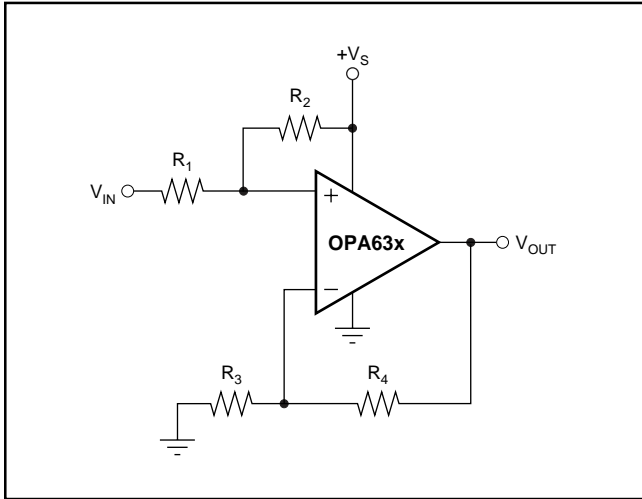 +V_S
R_2
R_1
V_IN
+
OPA63x
V_OUT
−
R_3
R_4